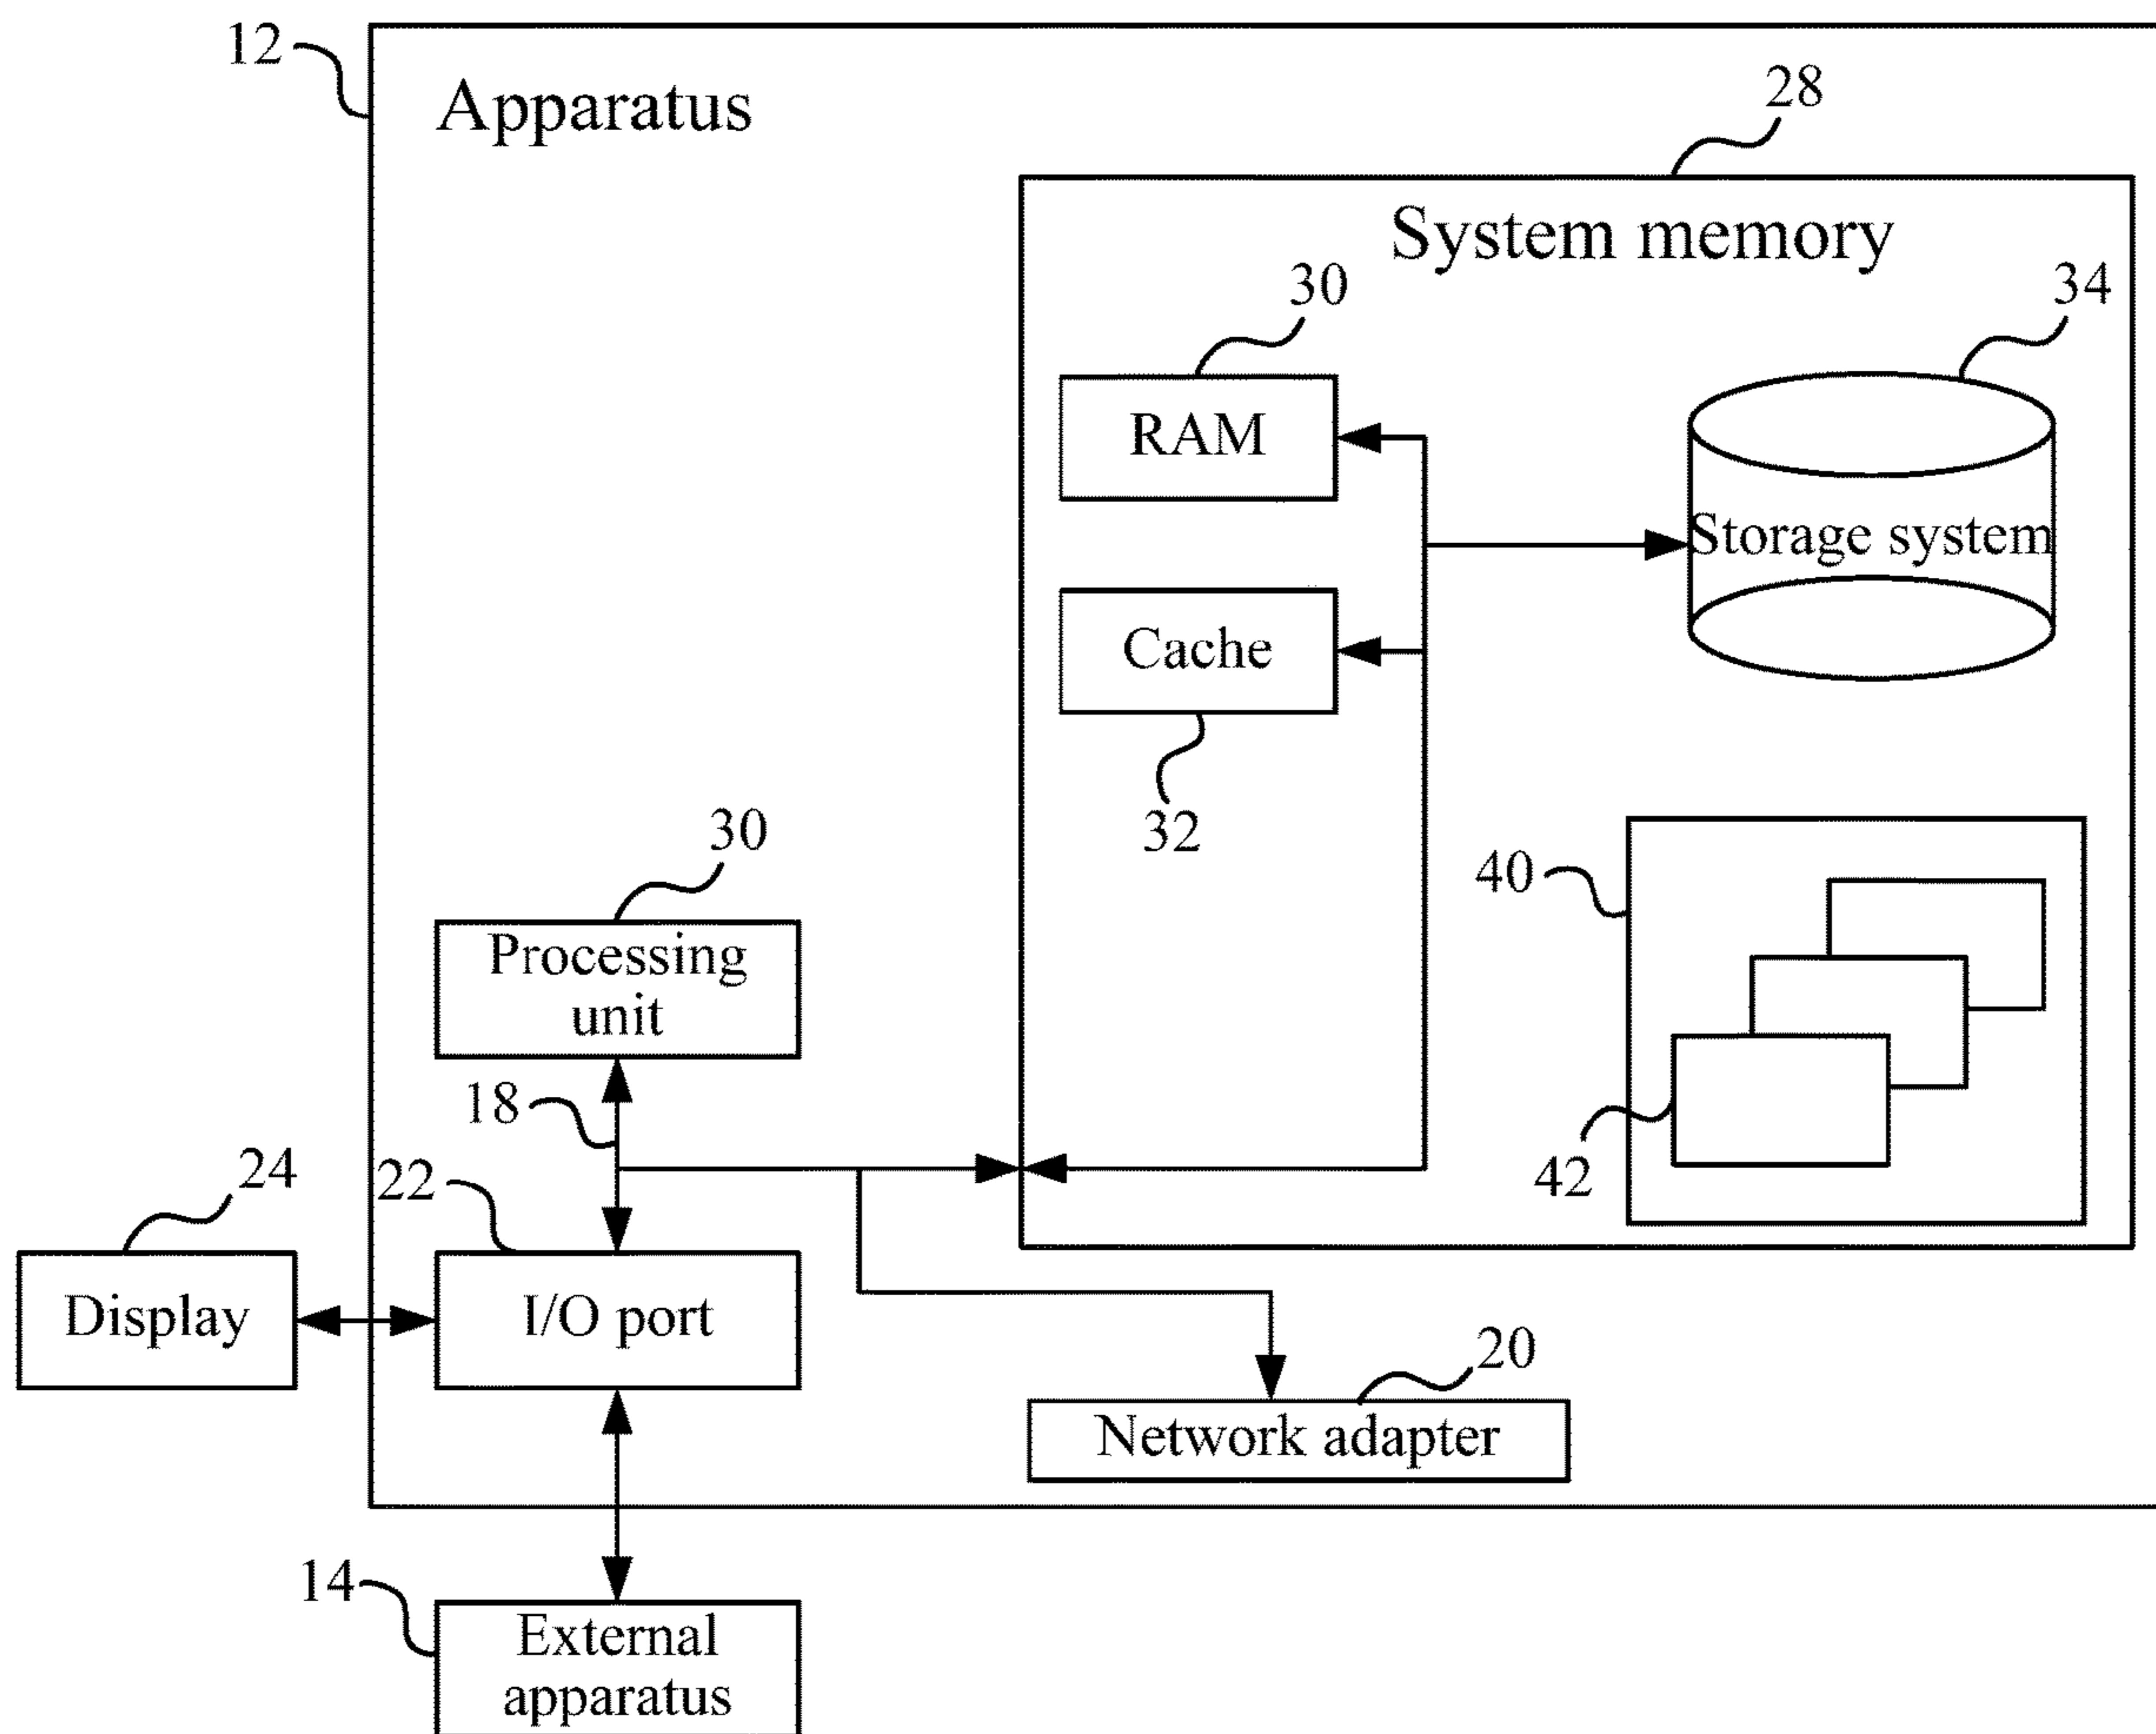 12
Apparatus
28
System memory
30
34
RAM
Storage system
Cache
32
30
40
Processing
unit
18
42
24
22
Display
I/O port
20
Network adapter
14
External
apparatus